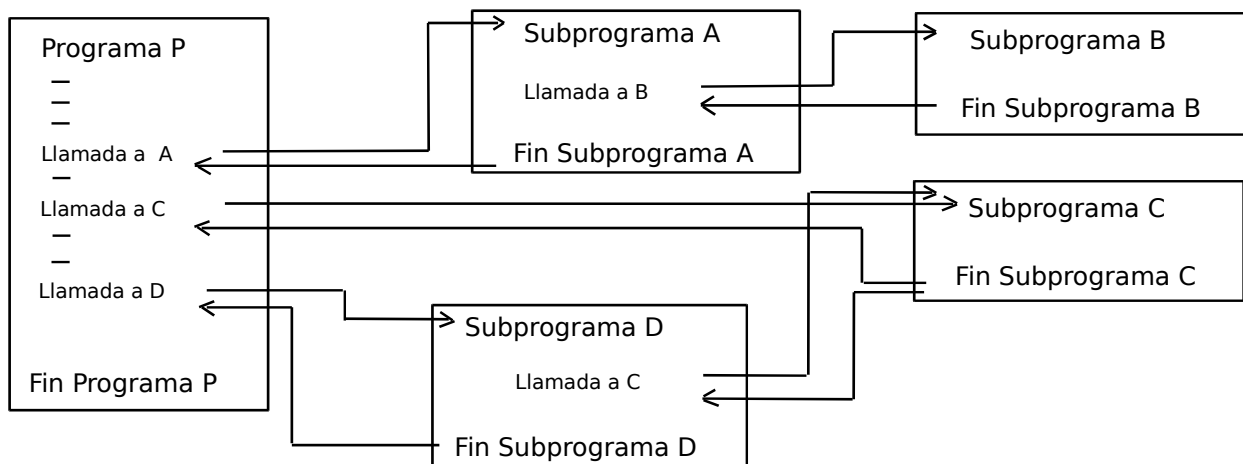 Programa P
Llamada a A
Llamada a C
Llamada a D
Fin Programa P
Subprograma A
Llamada a B
Fin Subprograma A
Subprograma B
Fin Subprograma B
Subprograma C
Fin Subprograma C
Subprograma D
Llamada a C
Fin Subprograma D